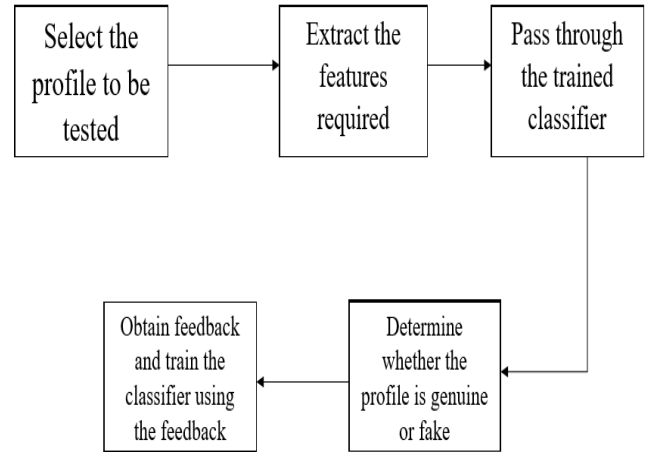 Select the
profile to be
tested
Extract the
features
required
Pass through
the trained
classifier
Determine
whether the
profile is genuine
or fake
Obtain feedback
and train the
classifier using
the feedback